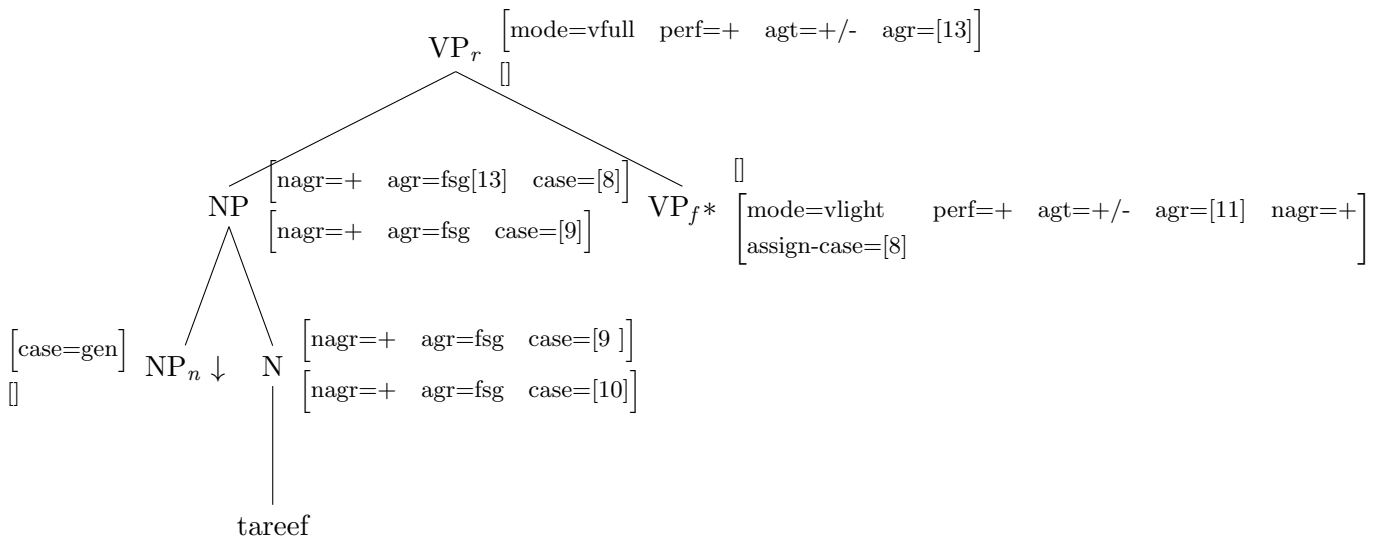 VP_r [mode=vfull perf=+ agt=+/- agr=[13]]
[]
NP [nagr=+ agr=fsg[13] case=[8]]
[nagr=+ agr=fsg case=[9]]
VP_f* []
[mode=vlight perf=+ agt=+/- agr=[11] nagr=+
assign-case=[8]]
[case=gen] NP_n ↓
[]
N [nagr=+ agr=fsg case=[9 ]]
[nagr=+ agr=fsg case=[10]]
tareef